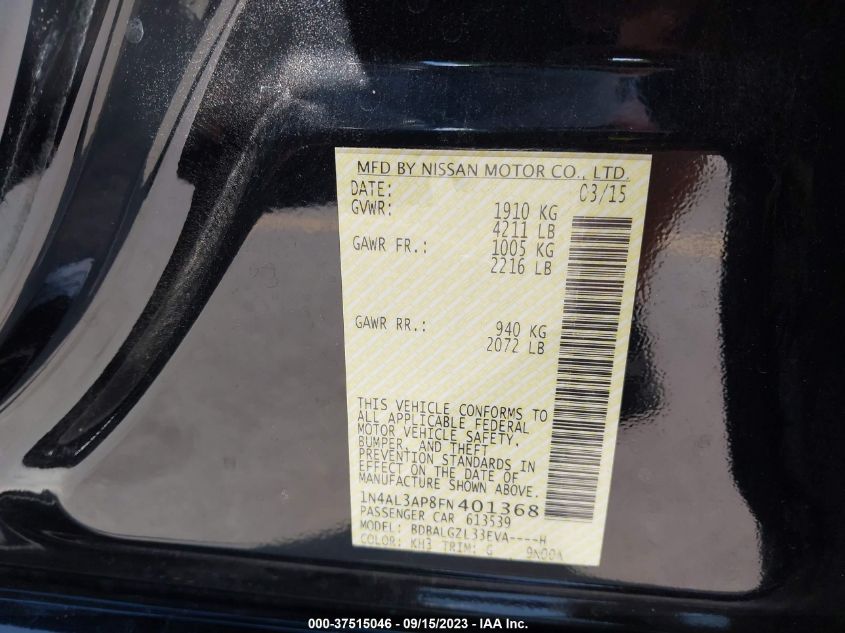 MFD BY NISSAN MOTOR CO., LTD.
DATE: 03/15
GVWR: 1910 KG
4211 LB
GAWR FR.: 1005 KG
2216 LB
GAWR RR.: 940 KG
2072 LB
THIS VEHICLE CONFORMS TO
ALL APPLICABLE FEDERAL
MOTOR VEHICLE SAFETY,
BUMPER, AND THEFT
PREVENTION STANDARDS IN
EFFECT ON THE DATE OF
MANUFACTURE SHOWN ABOVE.
1N4AL3AP8FN401368
PASSENGER CAR 613539
MODEL: BDBALGZL33EVA----H
COLOR: KH3 TRIM: G
000-37515046 - 09/15/2023 - IAA Inc.